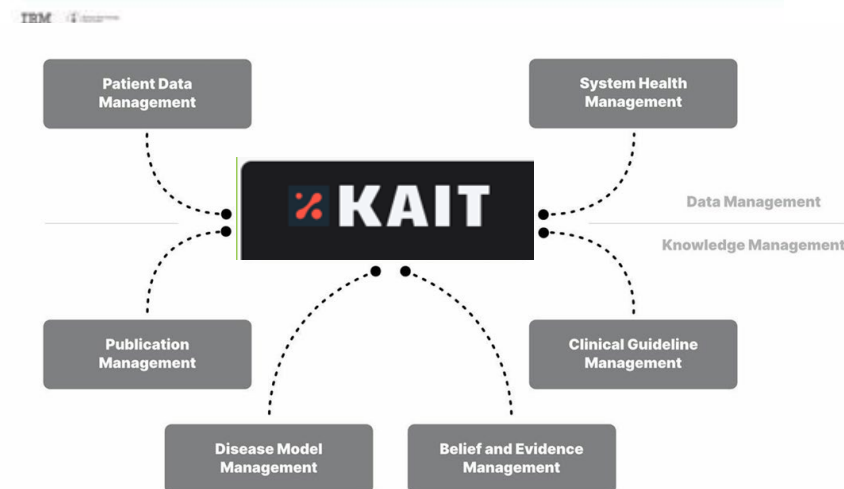 IBM
Patient Data
Management
System Health
Management
KAIT
Data Management
Knowledge Management
Publication
Management
Clinical Guideline
Management
Disease Model
Management
Belief and Evidence
Management